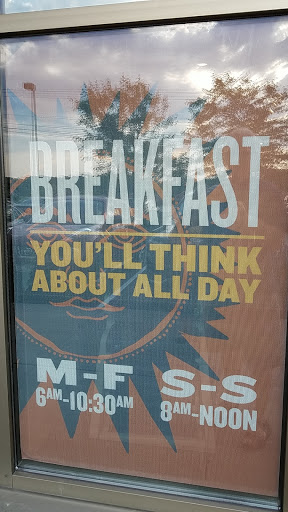 BREAKFAST
YOU'LL THINK
ABOUT ALL DAY
M-F S-S
6AM-10:30AM 8AM-NOON